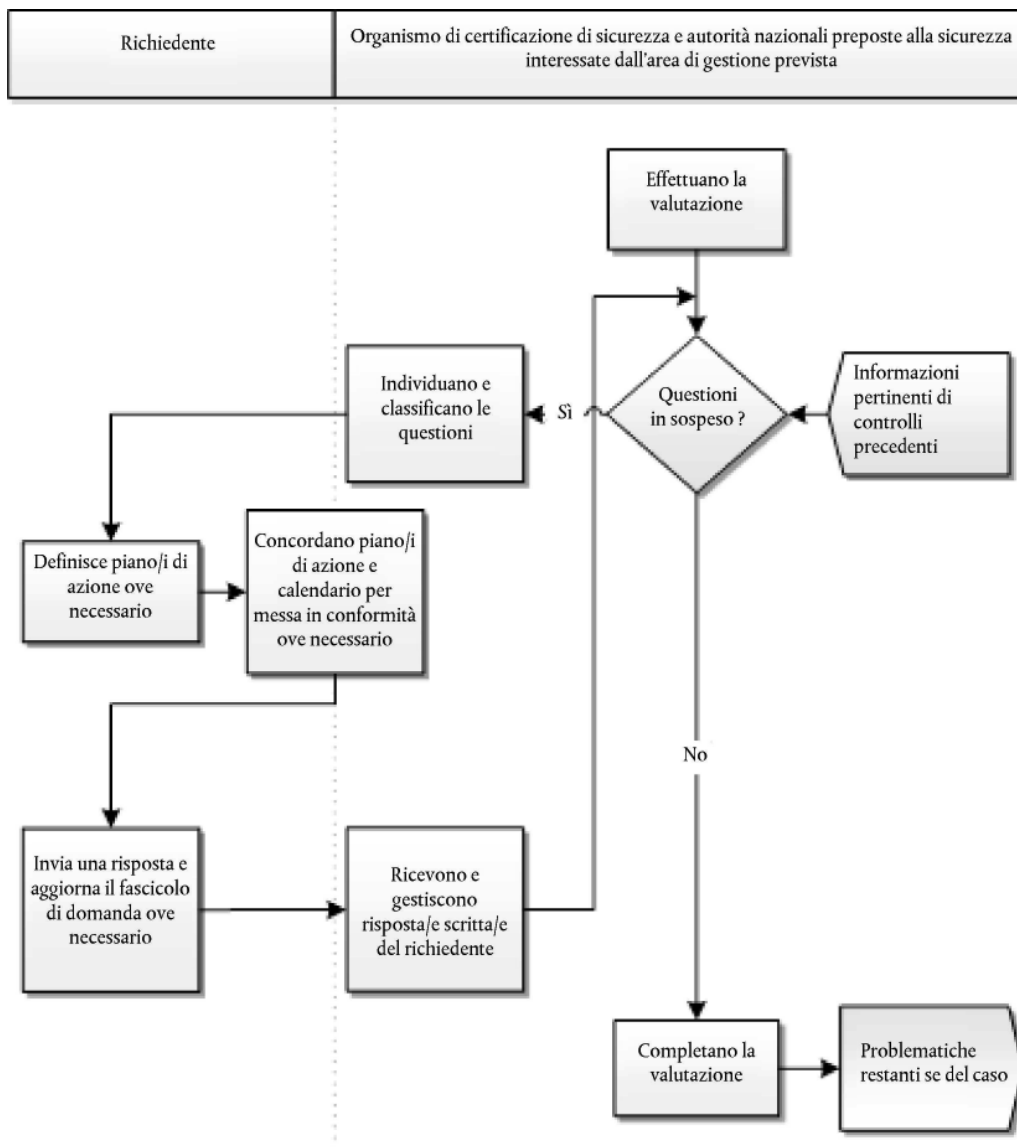 Richiedente
Organismo di certificazione di sicurezza e autorità nazionali preposte alla sicurezza
interessate dall'area di gestione prevista
Effettuano la
valutazione
Individuano e
classificano le
questioni
Sì
Questioni
in sospeso ?
Informazioni
pertinenti di
controlli
precedenti
Definisce piano/i di
azione ove
necessario
Concordano piano/i
di azione e
calendario per
messa in conformità
ove necessario
No
Invia una risposta e
aggiorna il fascicolo
di domanda ove
necessario
Ricevono e
gestiscono
risposta/e scritta/e
del richiedente
Completano la
valutazione
Problematiche
restanti se del caso